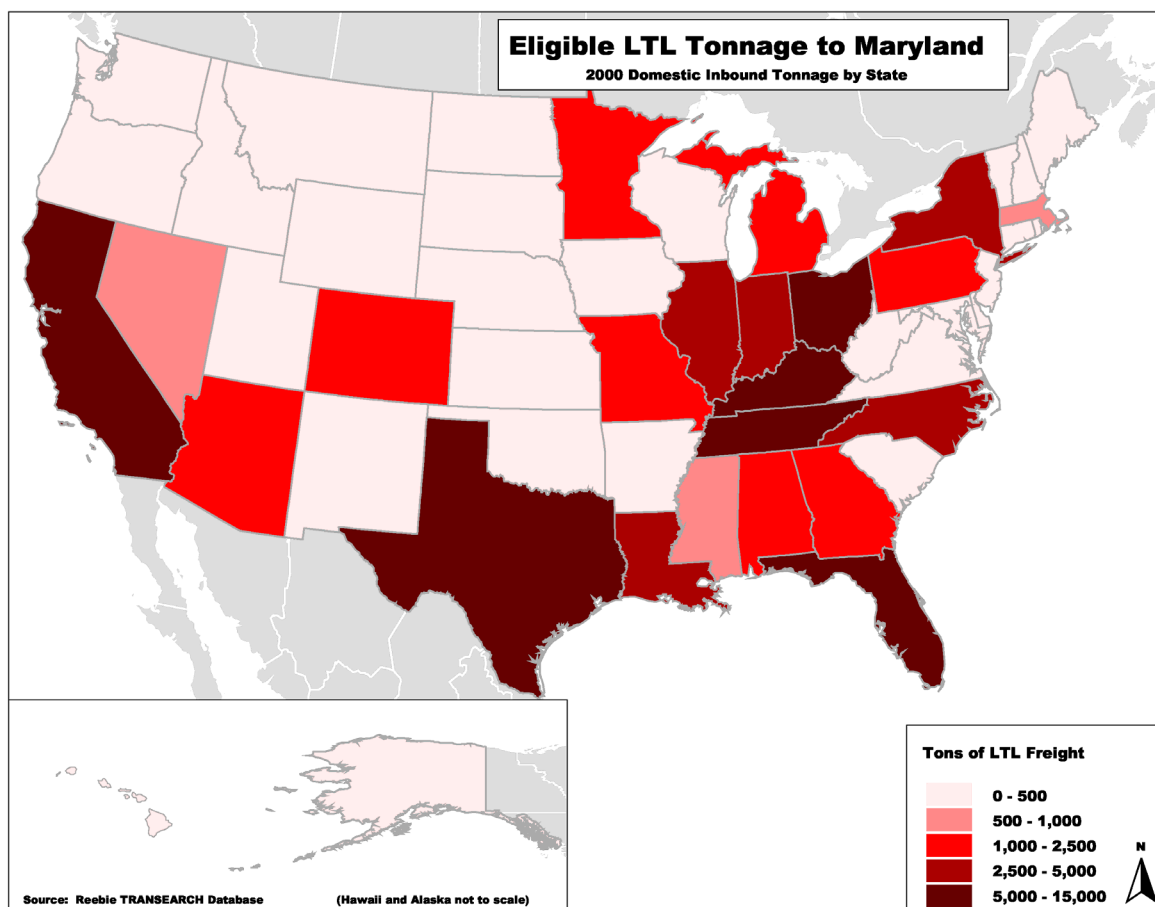 Eligible LTL Tonnage to Maryland
2000 Domestic Inbound Tonnage by State
Tons of LTL Freight
0 - 500
500 - 1,000
1,000 - 2,500
2,500 - 5,000
5,000 - 15,000
N
Source: Reebie TRANSEARCH Database (Hawaii and Alaska not to scale)